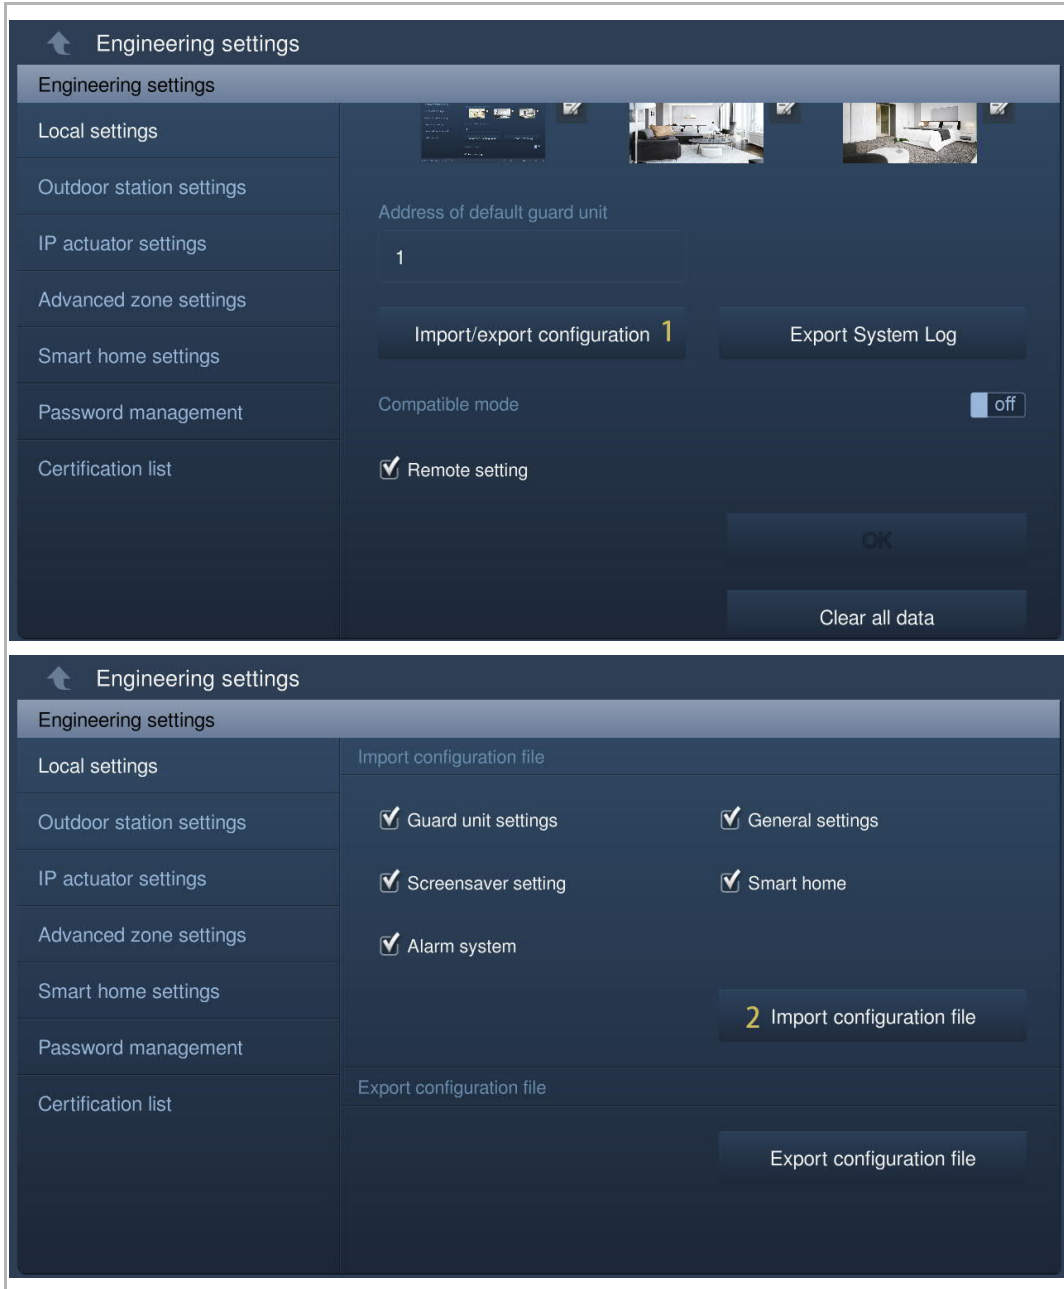 Engineering settings
Engineering settings
Local settings
Outdoor station settings
IP actuator settings
Advanced zone settings
Smart home settings
Password management
Certification list
Address of default guard unit
1
Import/export configuration 1
Export System Log
Compatible mode
off
Remote setting
OK
Clear all data
Engineering settings
Engineering settings
Local settings
Outdoor station settings
IP actuator settings
Advanced zone settings
Smart home settings
Password management
Certification list
Import configuration file
Guard unit settings
General settings
Screensaver setting
Smart home
Alarm system
2 Import configuration file
Export configuration file
Export configuration file